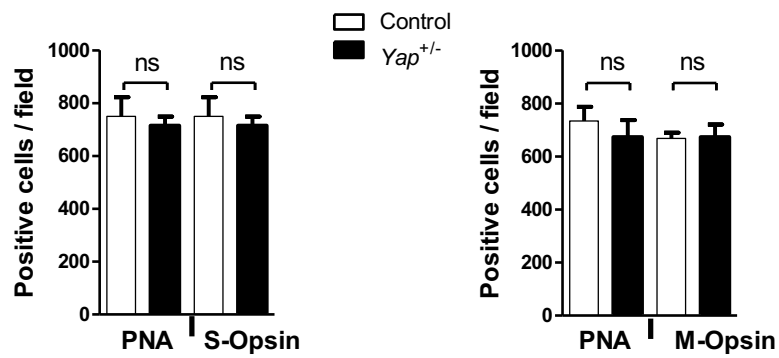 Control
Yap+/-
Positive cells / field
1000
800
600
400
200
0
ns
ns
PNA
S-Opsin
Positive cells / field
1000
800
600
400
200
0
ns
ns
PNA
M-Opsin